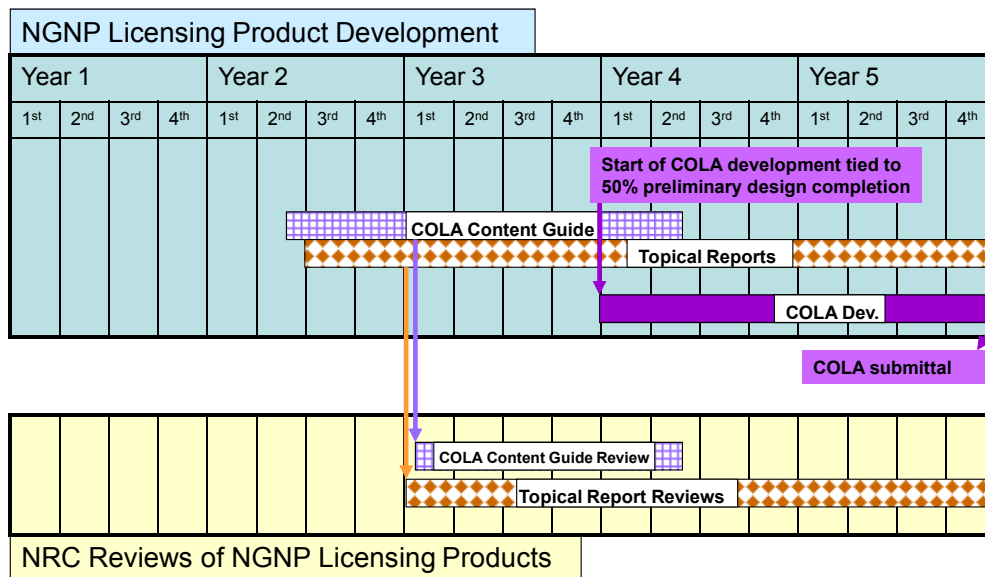 NGNP Licensing Product Development
Year 1 Year 2 Year 3 Year 4 Year 5
1st 2nd 3rd 4th 1st 2nd 3rd 4th 1st 2nd 3rd 4th 1st 2nd 3rd 4th 1st 2nd 3rd 4th
Start of COLA development tied to
50% preliminary design completion
COLA Content Guide
Topical Reports
COLA Dev.
COLA submittal
COLA Content Guide Review
Topical Report Reviews
NRC Reviews of NGNP Licensing Products